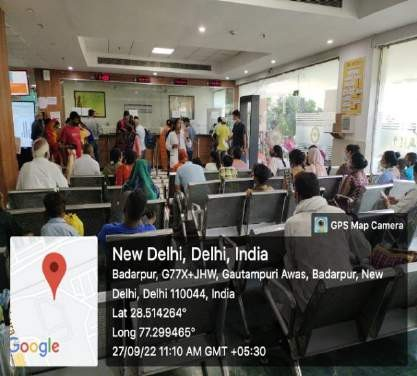 GPS Map Camera
New Delhi, Delhi, India
Badarpur, G77X+JHW, Gautampuri Awas, Badarpur, New
Delhi, Delhi 110044, India
Lat 28.514264°
Long 77.299465°
27/09/22 11:10 AM GMT +05:30
Google